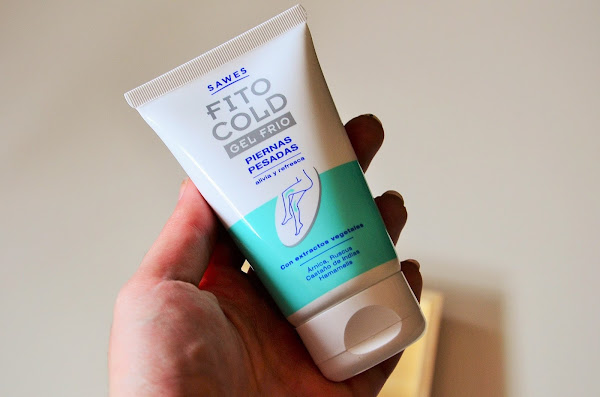 SAWES
FITO
COLD
GEL FRIO
PIERNAS
PESADAS
alivia y refresca
Con extractos vegetales
Árnica, Ruscus
Castaño de Indias
Hamamelis